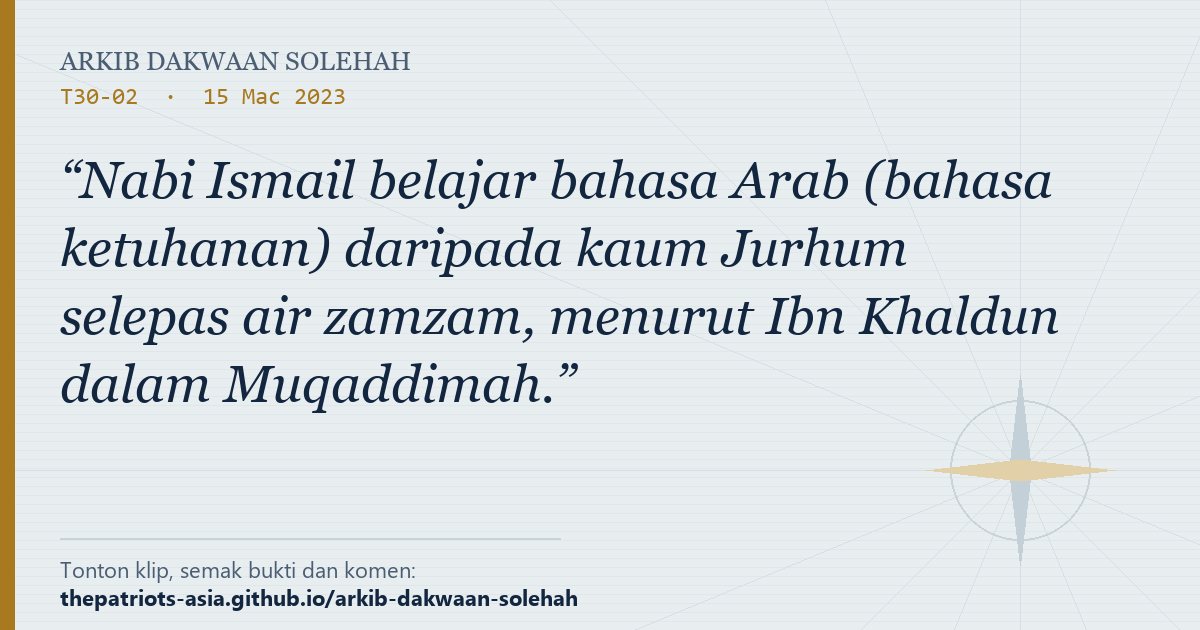 ARKIB DAKWAAN SOLEHAH
T30-02 · 15 Mac 2023
“Nabi Ismail belajar bahasa Arab (bahasa
ketuhanan) daripada kaum Jurhum
selepas air zamzam, menurut Ibn Khaldun
dalam Muqaddimah.”
Tonton klip, semak bukti dan komen:
thepatriots-asia.github.io/arkib-dakwaan-solehah